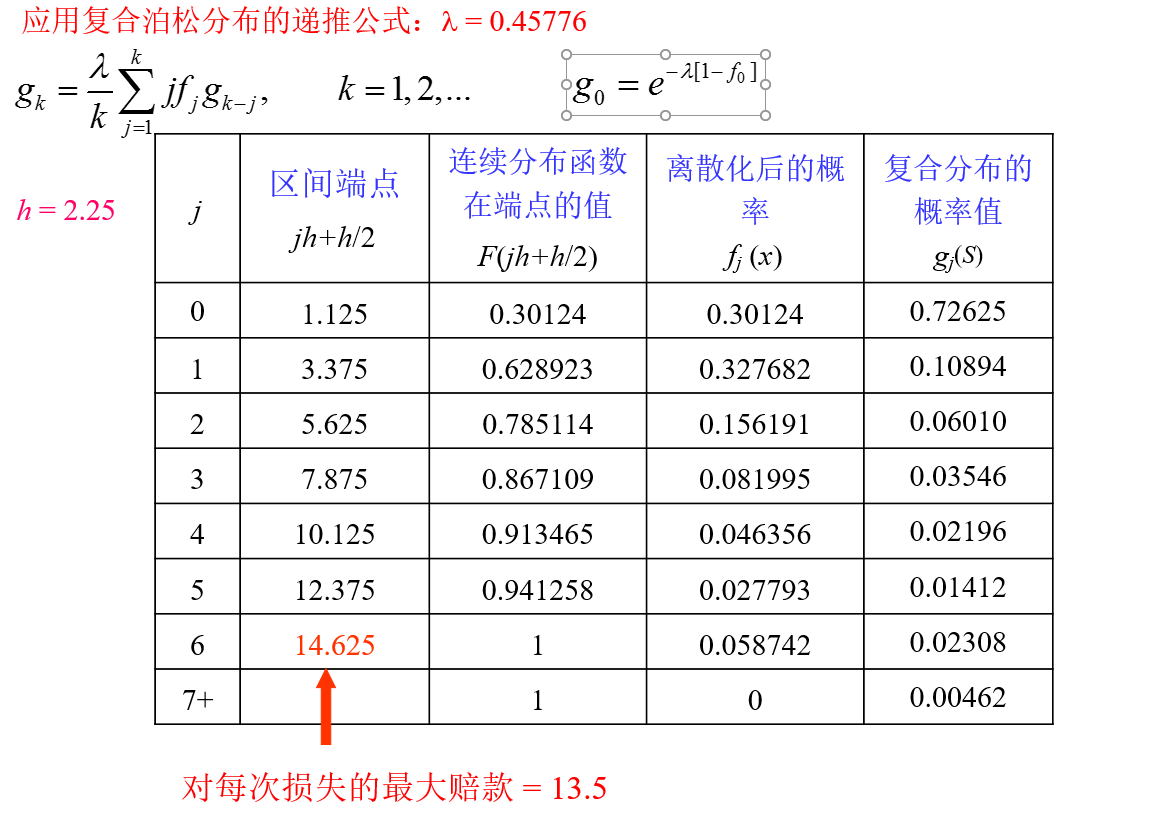 应用复合泊松分布的递推公式：λ = 0.45776
g_k = \frac{λ}{k} \sum_{j=1}^{k} j f_j g_{k-j}, k = 1, 2,... g_0 = e^{-λ[1-f_0]}
h = 2.25
j 区间端点 jh+h/2 连续分布函数在端点的值 F(jh+h/2) 离散化后的概率 f_j (x) 复合分布的概率值 g_j(S)
0 1.125 0.30124 0.30124 0.72625
1 3.375 0.628923 0.327682 0.10894
2 5.625 0.785114 0.156191 0.06010
3 7.875 0.867109 0.081995 0.03546
4 10.125 0.913465 0.046356 0.02196
5 12.375 0.941258 0.027793 0.01412
6 14.625 1 0.058742 0.02308
7+ 1 0 0.00462
对每次损失的最大赔款 = 13.5